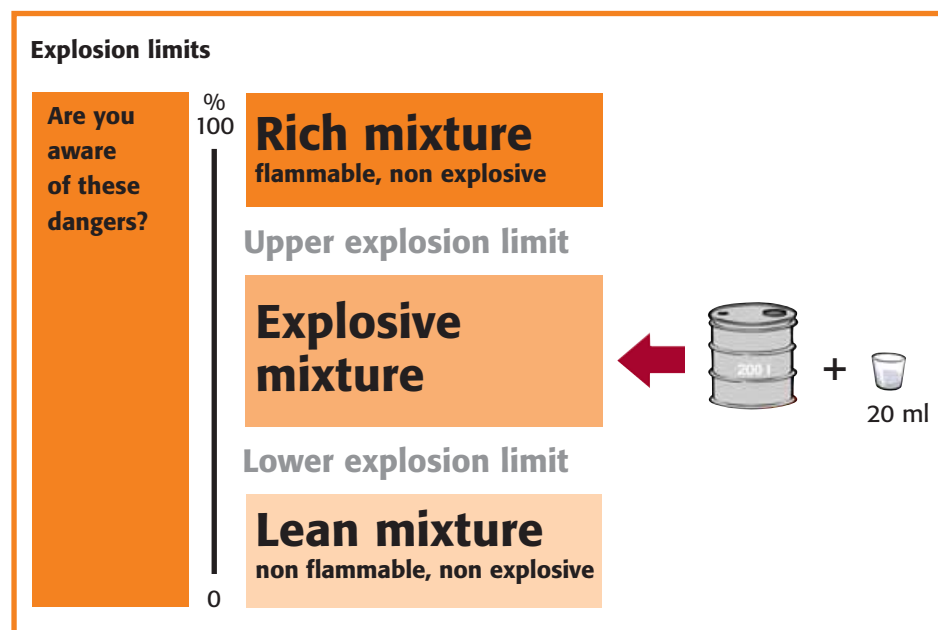 Explosion limits
Are you
aware
of these
dangers?
%
100
0
Rich mixture
flammable, non explosive
Upper explosion limit
Explosive
mixture
Lower explosion limit
Lean mixture
non flammable, non explosive
200 l
+
20 ml